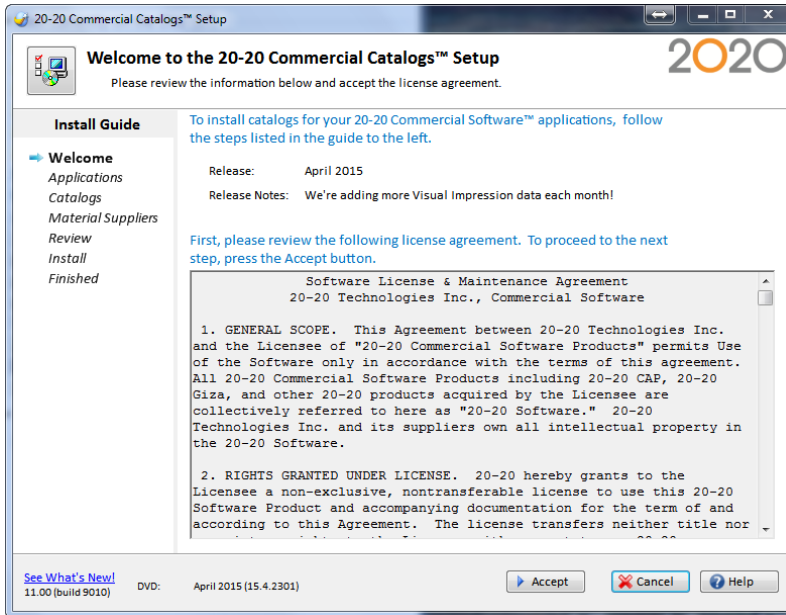 20-20 Commercial Catalogs™ Setup
Welcome to the 20-20 Commercial Catalogs™ Setup
Please review the information below and accept the license agreement.
2020
Install Guide
Welcome
Applications
Catalogs
Material Suppliers
Review
Install
Finished
To install catalogs for your 20-20 Commercial Software™ applications, follow
the steps listed in the guide to the left.
Release: April 2015
Release Notes: We're adding more Visual Impression data each month!
First, please review the following license agreement. To proceed to the next
step, press the Accept button.
Software License & Maintenance Agreement
20-20 Technologies Inc., Commercial Software
1. GENERAL SCOPE. This Agreement between 20-20 Technologies Inc.
and the Licensee of "20-20 Commercial Software Products" permits Use
of the Software only in accordance with the terms of this agreement.
All 20-20 Commercial Software Products including 20-20 CAP, 20-20
Giza, and other 20-20 products acquired by the Licensee are
collectively referred to here as "20-20 Software." 20-20
Technologies Inc. and its suppliers own all intellectual property in
the 20-20 Software.
2. RIGHTS GRANTED UNDER LICENSE. 20-20 hereby grants to the
Licensee a non-exclusive, nontransferable license to use this 20-20
Software Product and accompanying documentation for the term of and
according to this Agreement. The license transfers neither title nor
See What's New!
11.00 (build 9010)
DVD: April 2015 (15.4.2301)
Accept
Cancel
Help